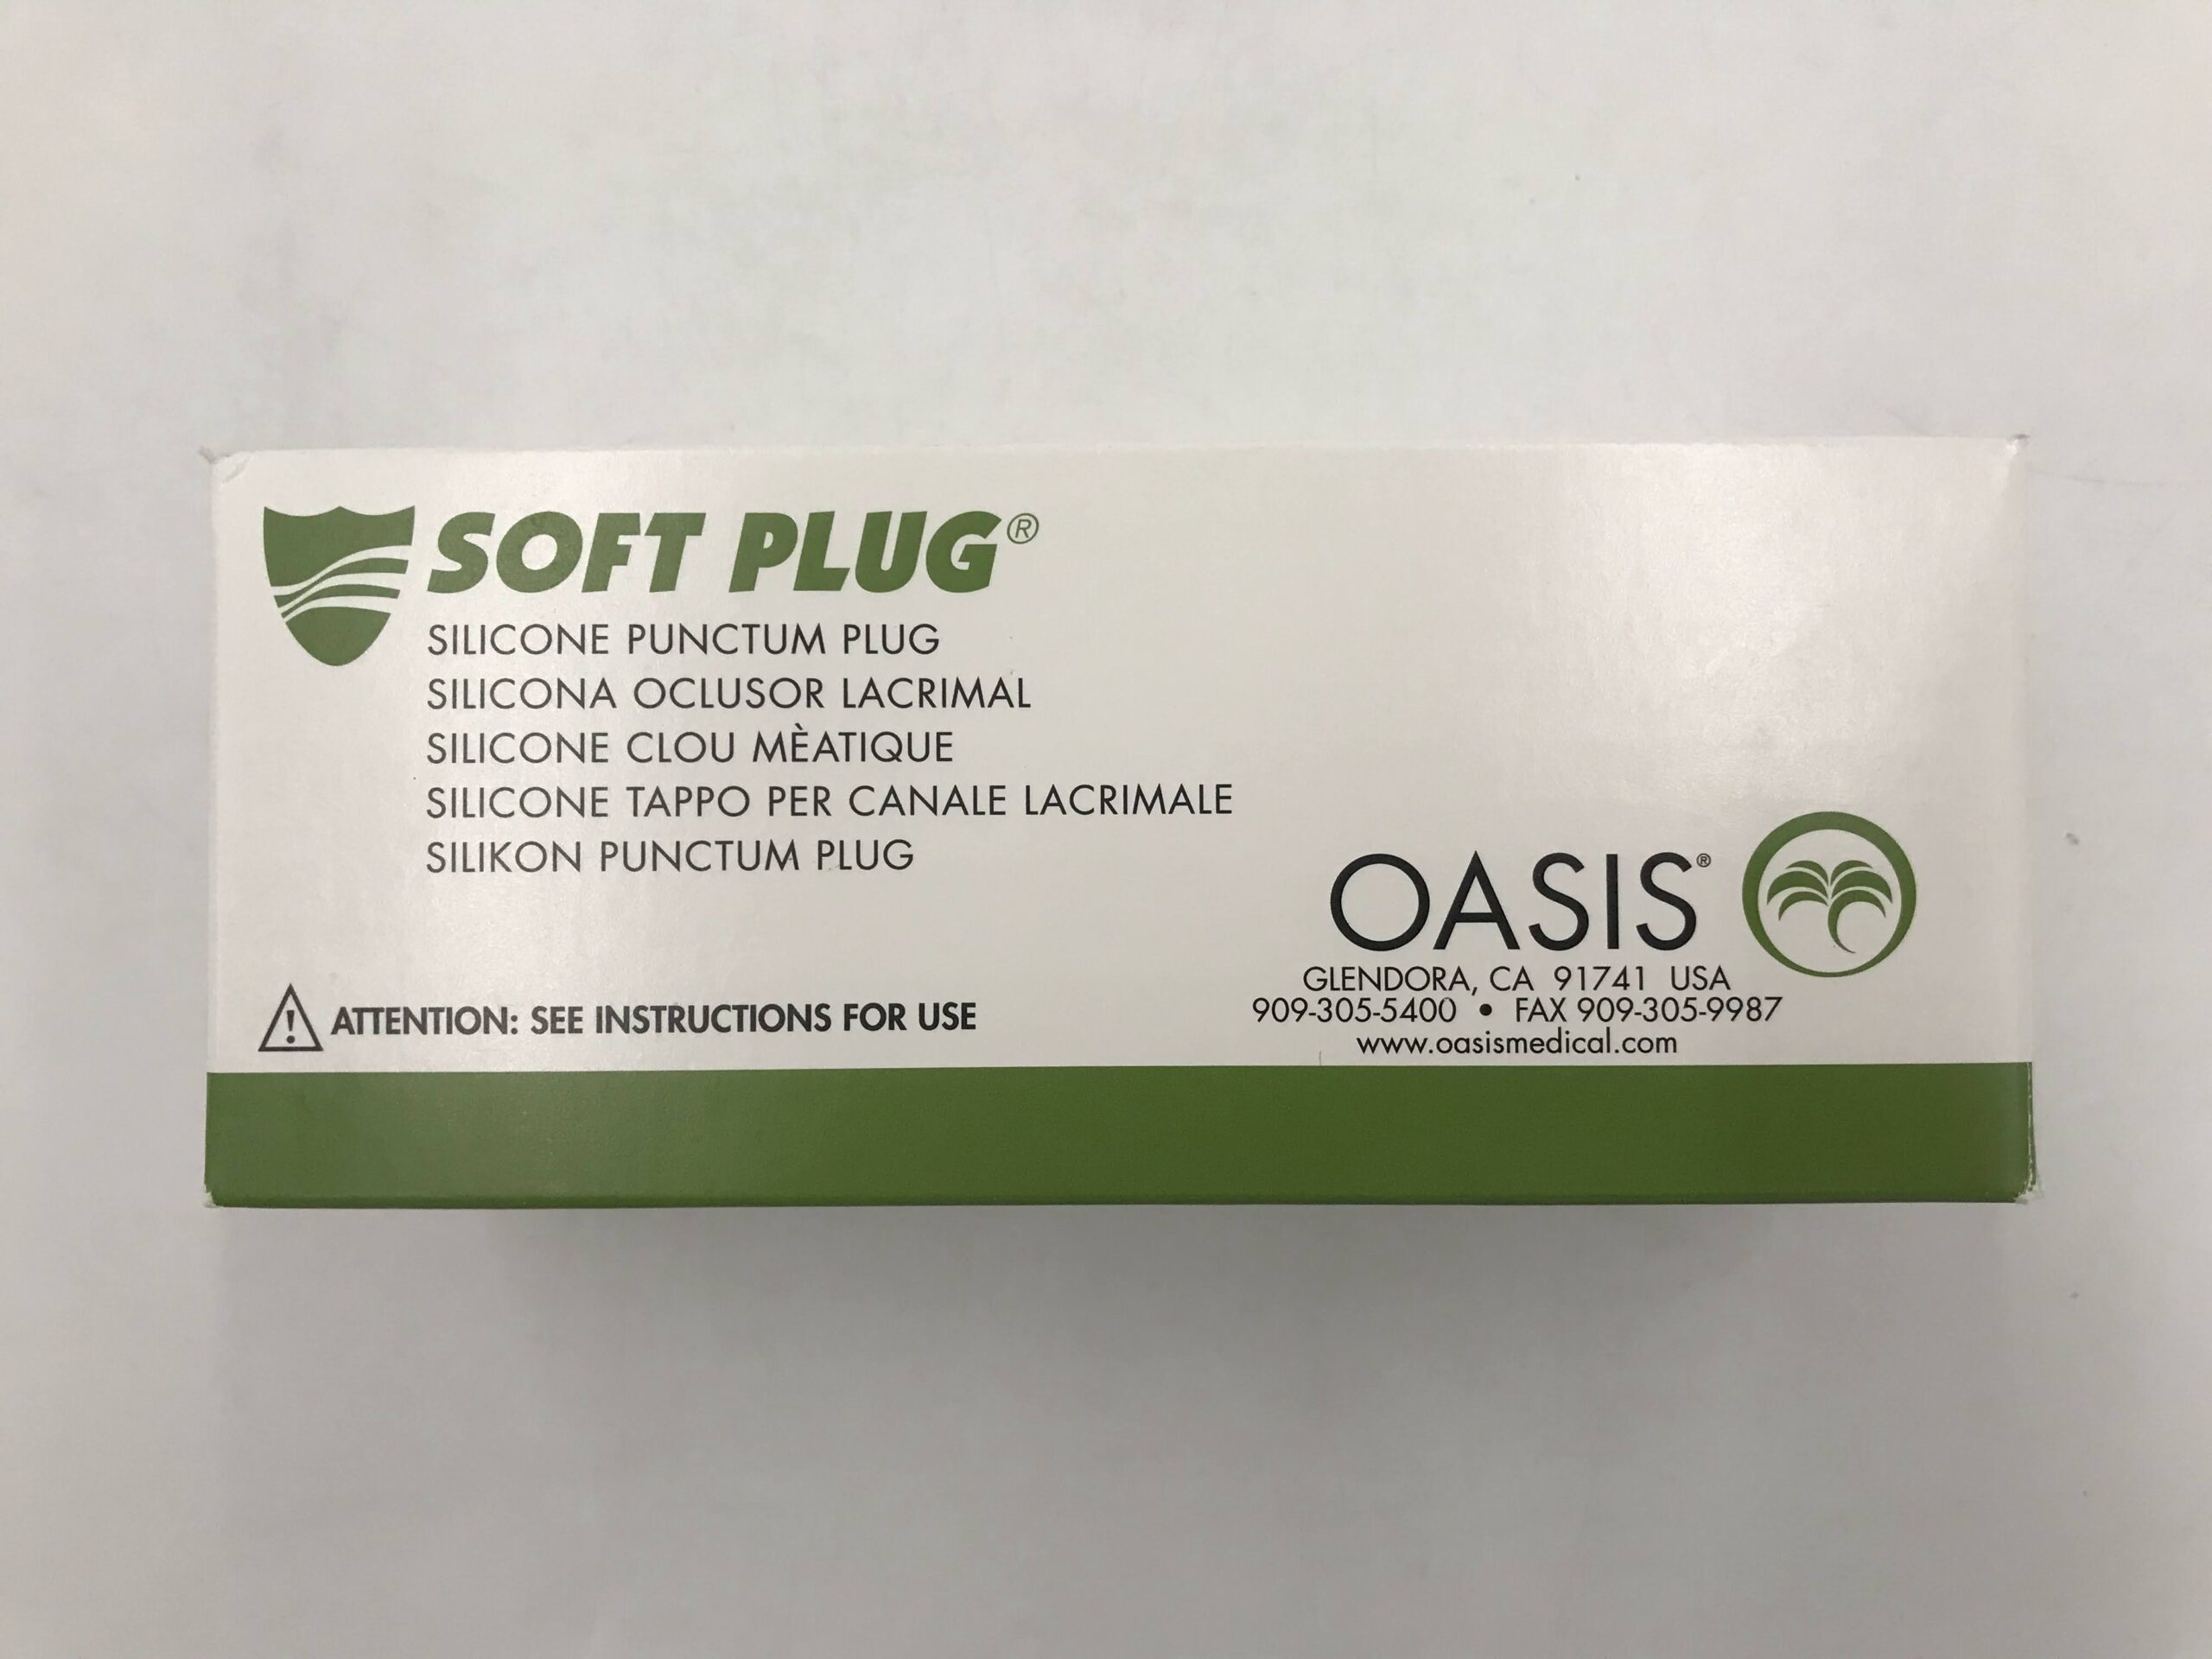 SOFT PLUG®
SILICONE PUNCTUM PLUG
SILICONA OCLUSOR LACRIMAL
SILICONE CLOU MÈATIQUE
SILICONE TAPPO PER CANALE LACRIMALE
SILIKON PUNCTUM PLUG
ATTENTION: SEE INSTRUCTIONS FOR USE
OASIS®
GLENDORA, CA 91741 USA
909-305-5400 • FAX 909-305-9987
www.oasismedical.com